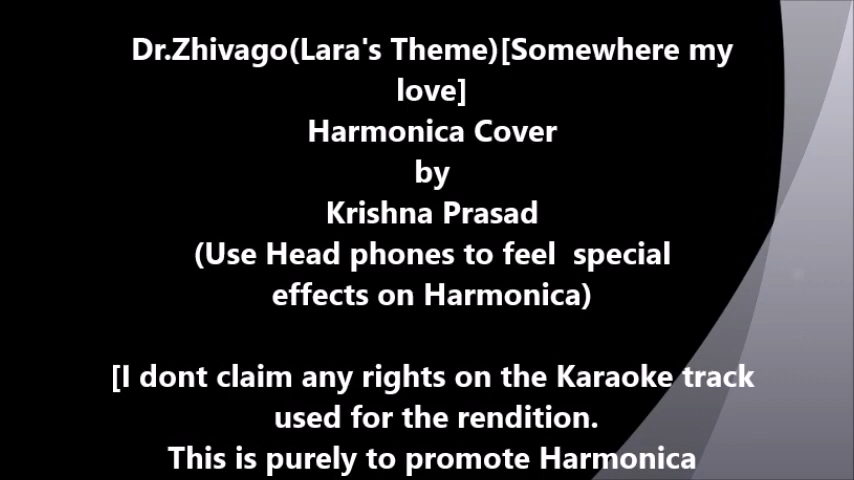 Dr.Zhivago(Lara's Theme)[Somewhere my
love]
Harmonica Cover
by
Krishna Prasad
(Use Head phones to feel  special
effects on Harmonica)
[I dont claim any rights on the Karaoke track
used for the rendition.
This is purely to promote Harmonica